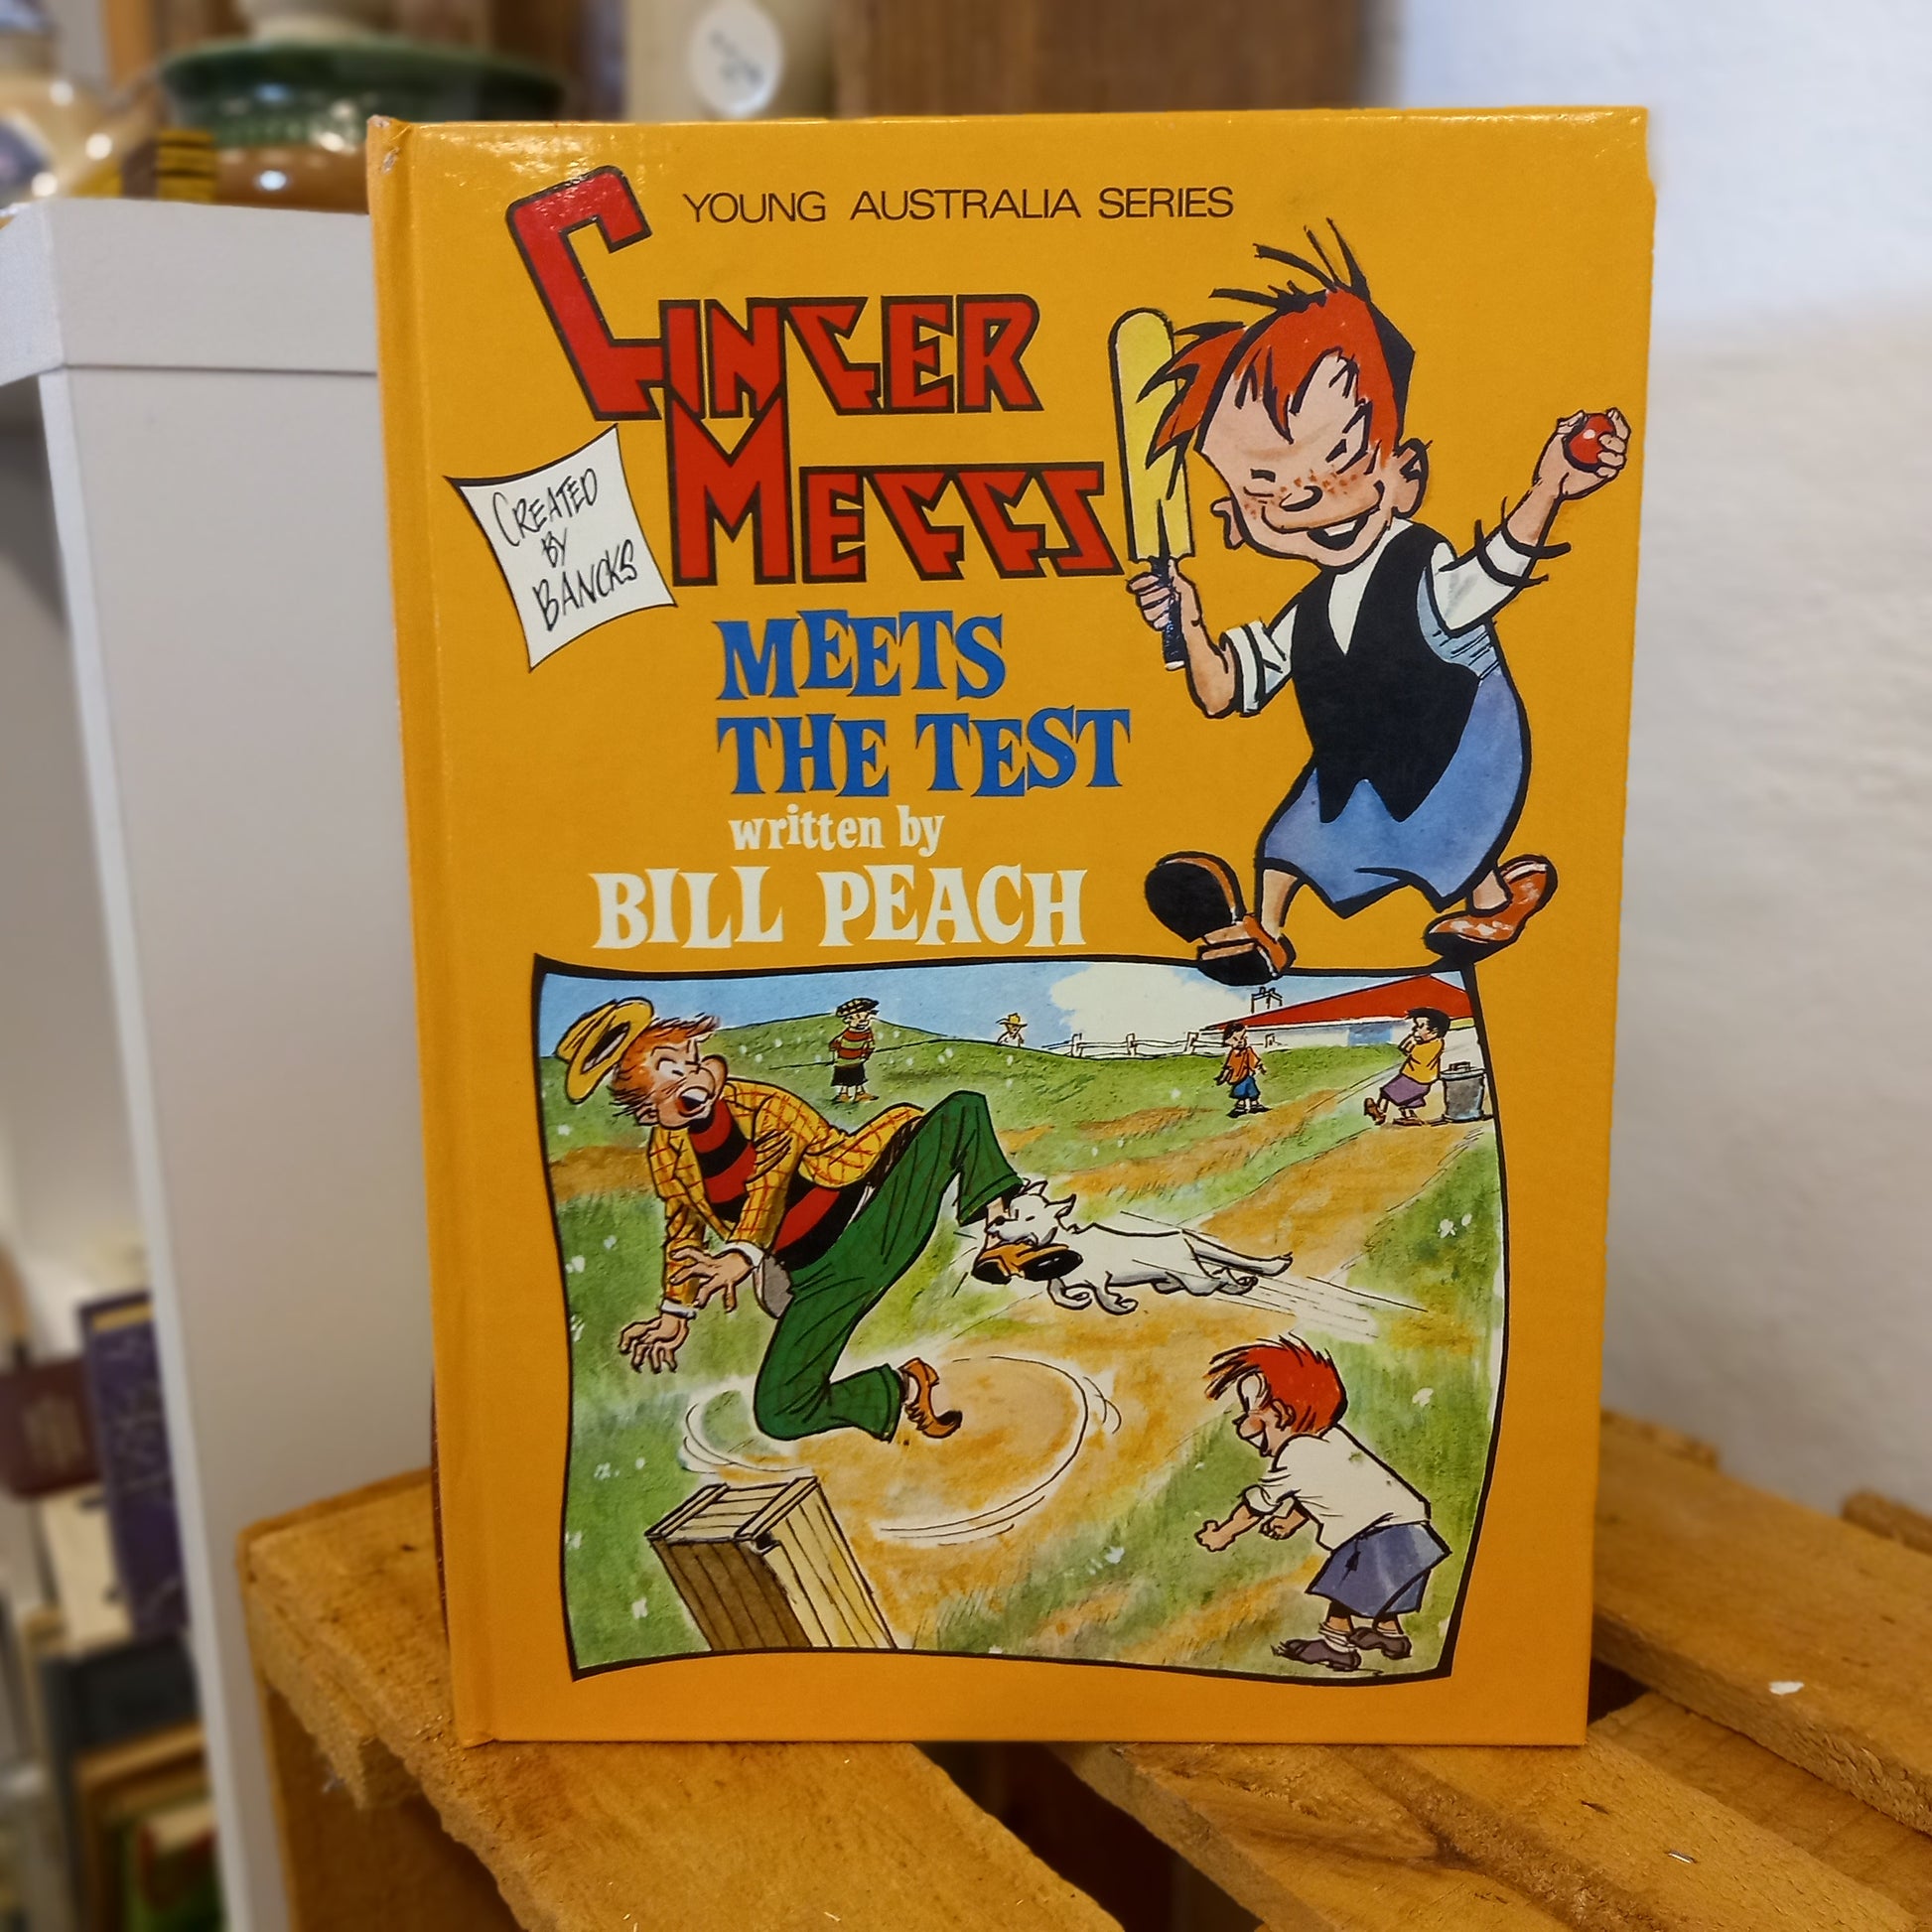 YOUNG AUSTRALIA SERIES
GINGER
MEGGS
CREATED
BY
BANCKS
MEETS
THE TEST
written by
BILL PEACH